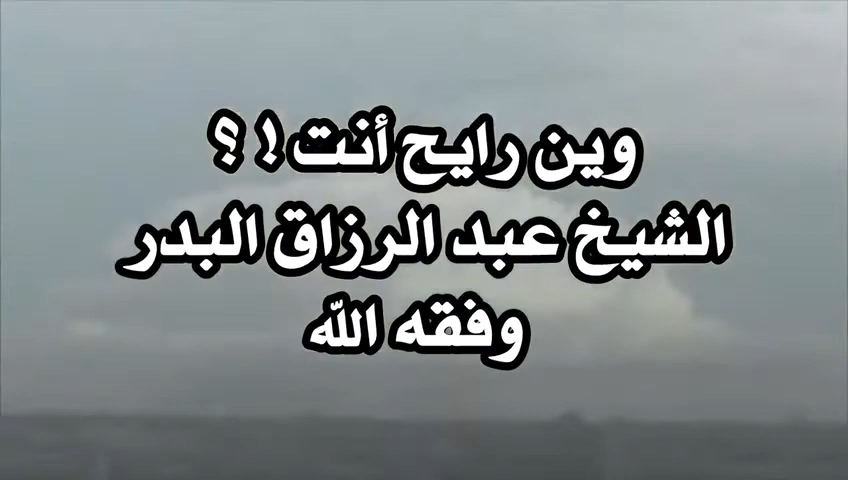 وين رايح أنت ! ؟
الشيخ عبد الرزاق البدر
وفقه الله